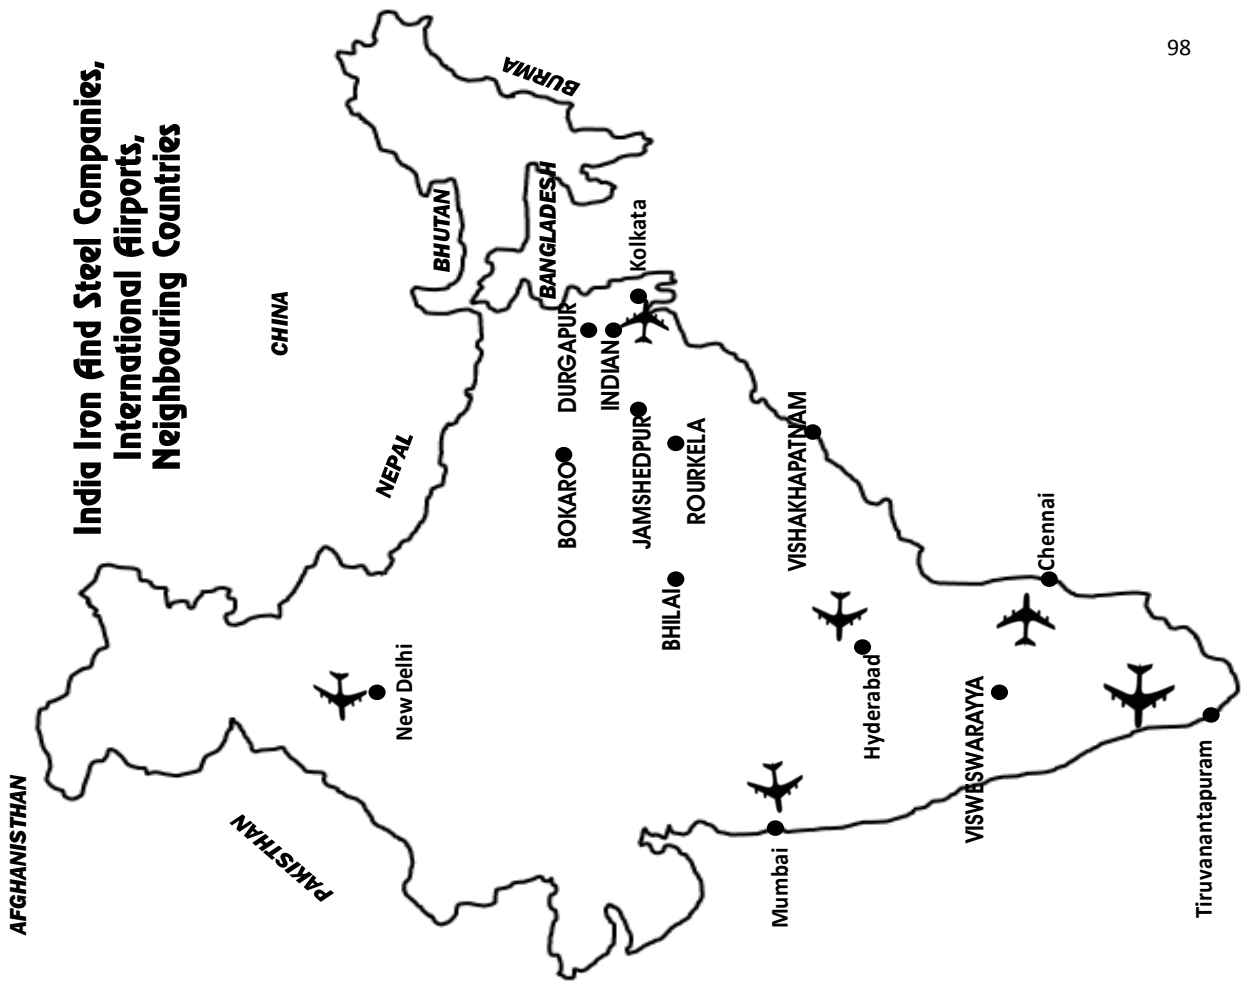 98
India Iron And Steel Companies,
International Airports,
Neighbouring Countries
AFGHANISTHAN
PAKISTHAN
CHINA
NEPAL
BHUTAN
BANGLADESH
BURMA
New Delhi
Kolkata
DURGAPUR
INDIAN
BOKARO
JAMSHEDPUR
ROURKELA
BHILAI
VISHAKHAPATNAM
Mumbai
Hyderabad
VISWESWARAYYA
Chennai
Tiruvanantapuram